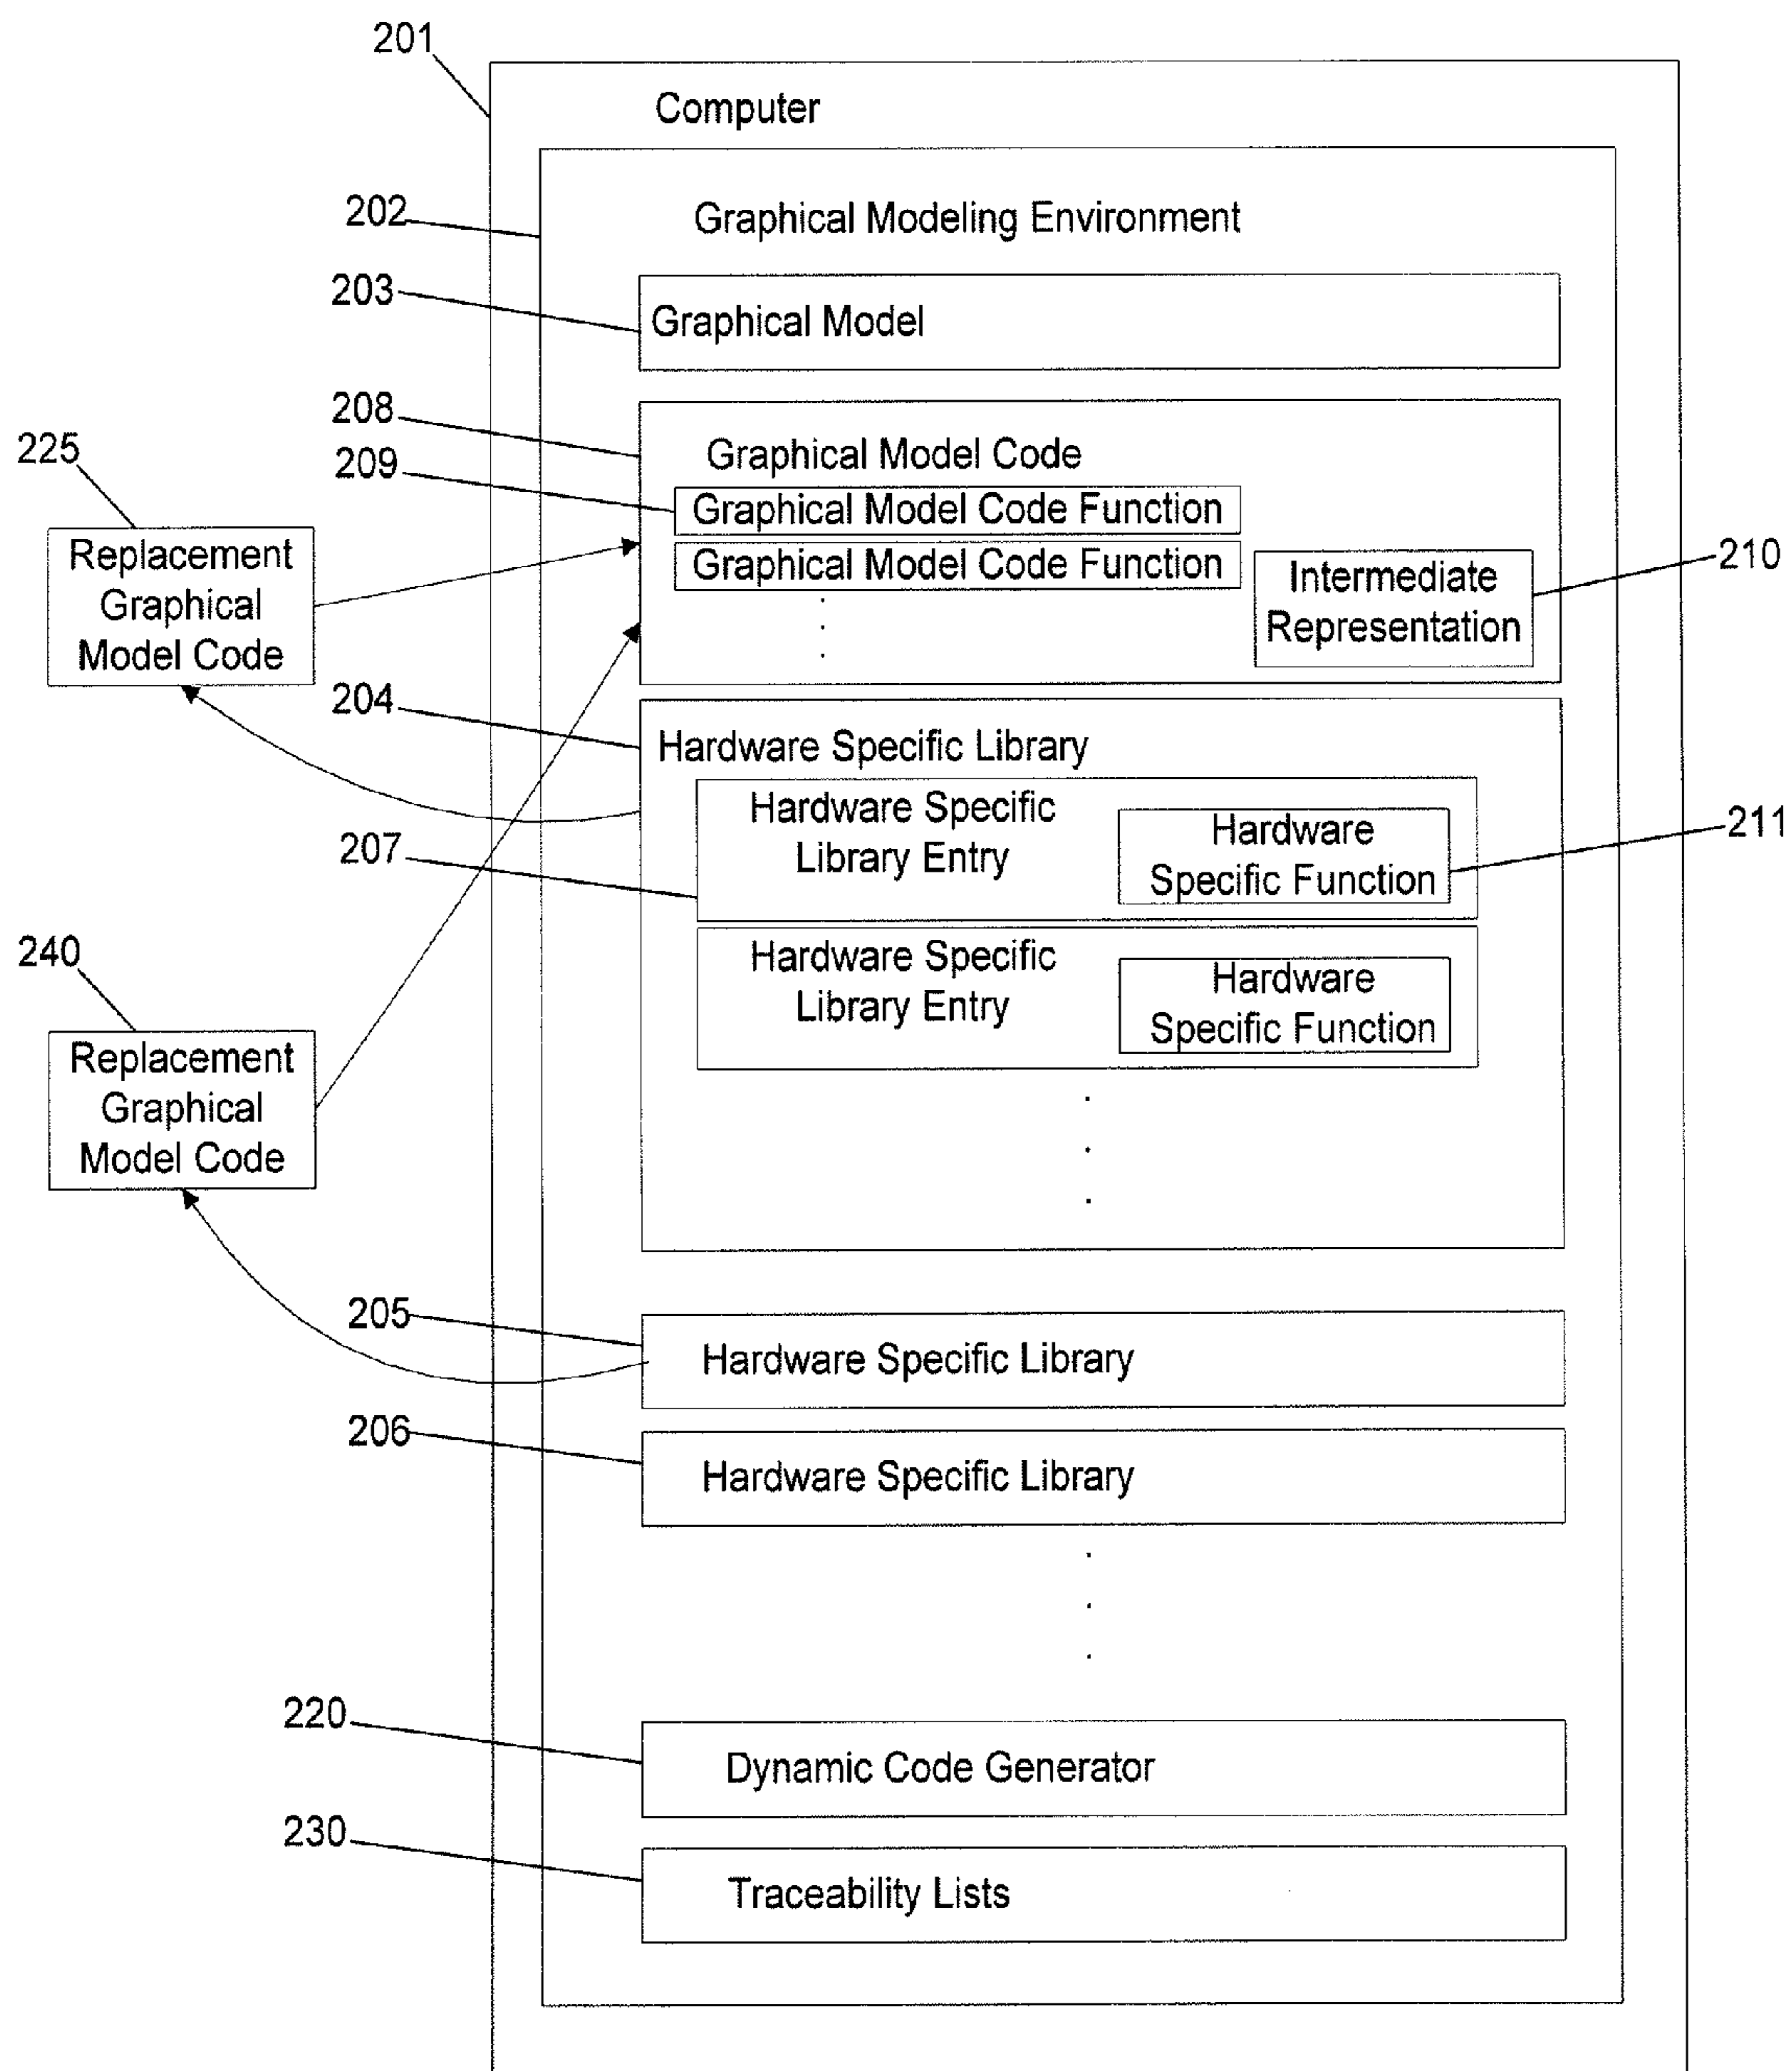 201
Computer
202
Graphical Modeling Environment
203
Graphical Model
208
Graphical Model Code
209
Graphical Model Code Function
Graphical Model Code Function
210
Intermediate
Representation
225
Replacement
Graphical
Model Code
204
Hardware Specific Library
207
Hardware Specific
Library Entry
Hardware
Specific Function
211
Hardware Specific
Library Entry
Hardware
Specific Function
240
Replacement
Graphical
Model Code
205
Hardware Specific Library
206
Hardware Specific Library
220
Dynamic Code Generator
230
Traceability Lists